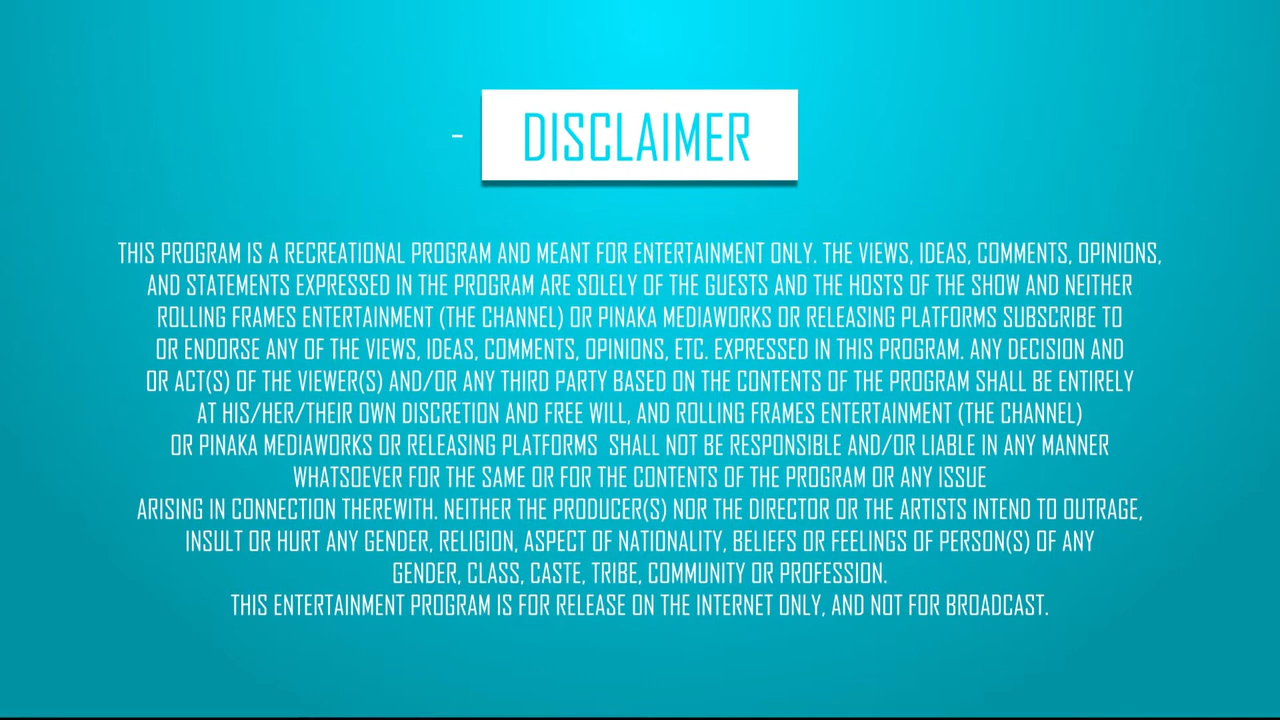 - DISCLAIMER
THIS PROGRAM IS A RECREATIONAL PROGRAM AND MEANT FOR ENTERTAINMENT ONLY. THE VIEWS, IDEAS, COMMENTS, OPINIONS,
AND STATEMENTS EXPRESSED IN THE PROGRAM ARE SOLELY OF THE GUESTS AND THE HOSTS OF THE SHOW AND NEITHER
ROLLING FRAMES ENTERTAINMENT (THE CHANNEL) OR PINAKA MEDIAWORKS OR RELEASING PLATFORMS SUBSCRIBE TO
OR ENDORSE ANY OF THE VIEWS, IDEAS, COMMENTS, OPINIONS, ETC. EXPRESSED IN THIS PROGRAM. ANY DECISION AND
OR ACT(S) OF THE VIEWER(S) AND/OR ANY THIRD PARTY BASED ON THE CONTENTS OF THE PROGRAM SHALL BE ENTIRELY
AT HIS/HER/THEIR OWN DISCRETION AND FREE WILL, AND ROLLING FRAMES ENTERTAINMENT (THE CHANNEL)
OR PINAKA MEDIAWORKS OR RELEASING PLATFORMS SHALL NOT BE RESPONSIBLE AND/OR LIABLE IN ANY MANNER
WHATSOEVER FOR THE SAME OR FOR THE CONTENTS OF THE PROGRAM OR ANY ISSUE
ARISING IN CONNECTION THEREWITH. NEITHER THE PRODUCER(S) NOR THE DIRECTOR OR THE ARTISTS INTEND TO OUTRAGE,
INSULT OR HURT ANY GENDER, RELIGION, ASPECT OF NATIONALITY, BELIEFS OR FEELINGS OF PERSON(S) OF ANY
GENDER, CLASS, CASTE, TRIBE, COMMUNITY OR PROFESSION.
THIS ENTERTAINMENT PROGRAM IS FOR RELEASE ON THE INTERNET ONLY, AND NOT FOR BROADCAST.